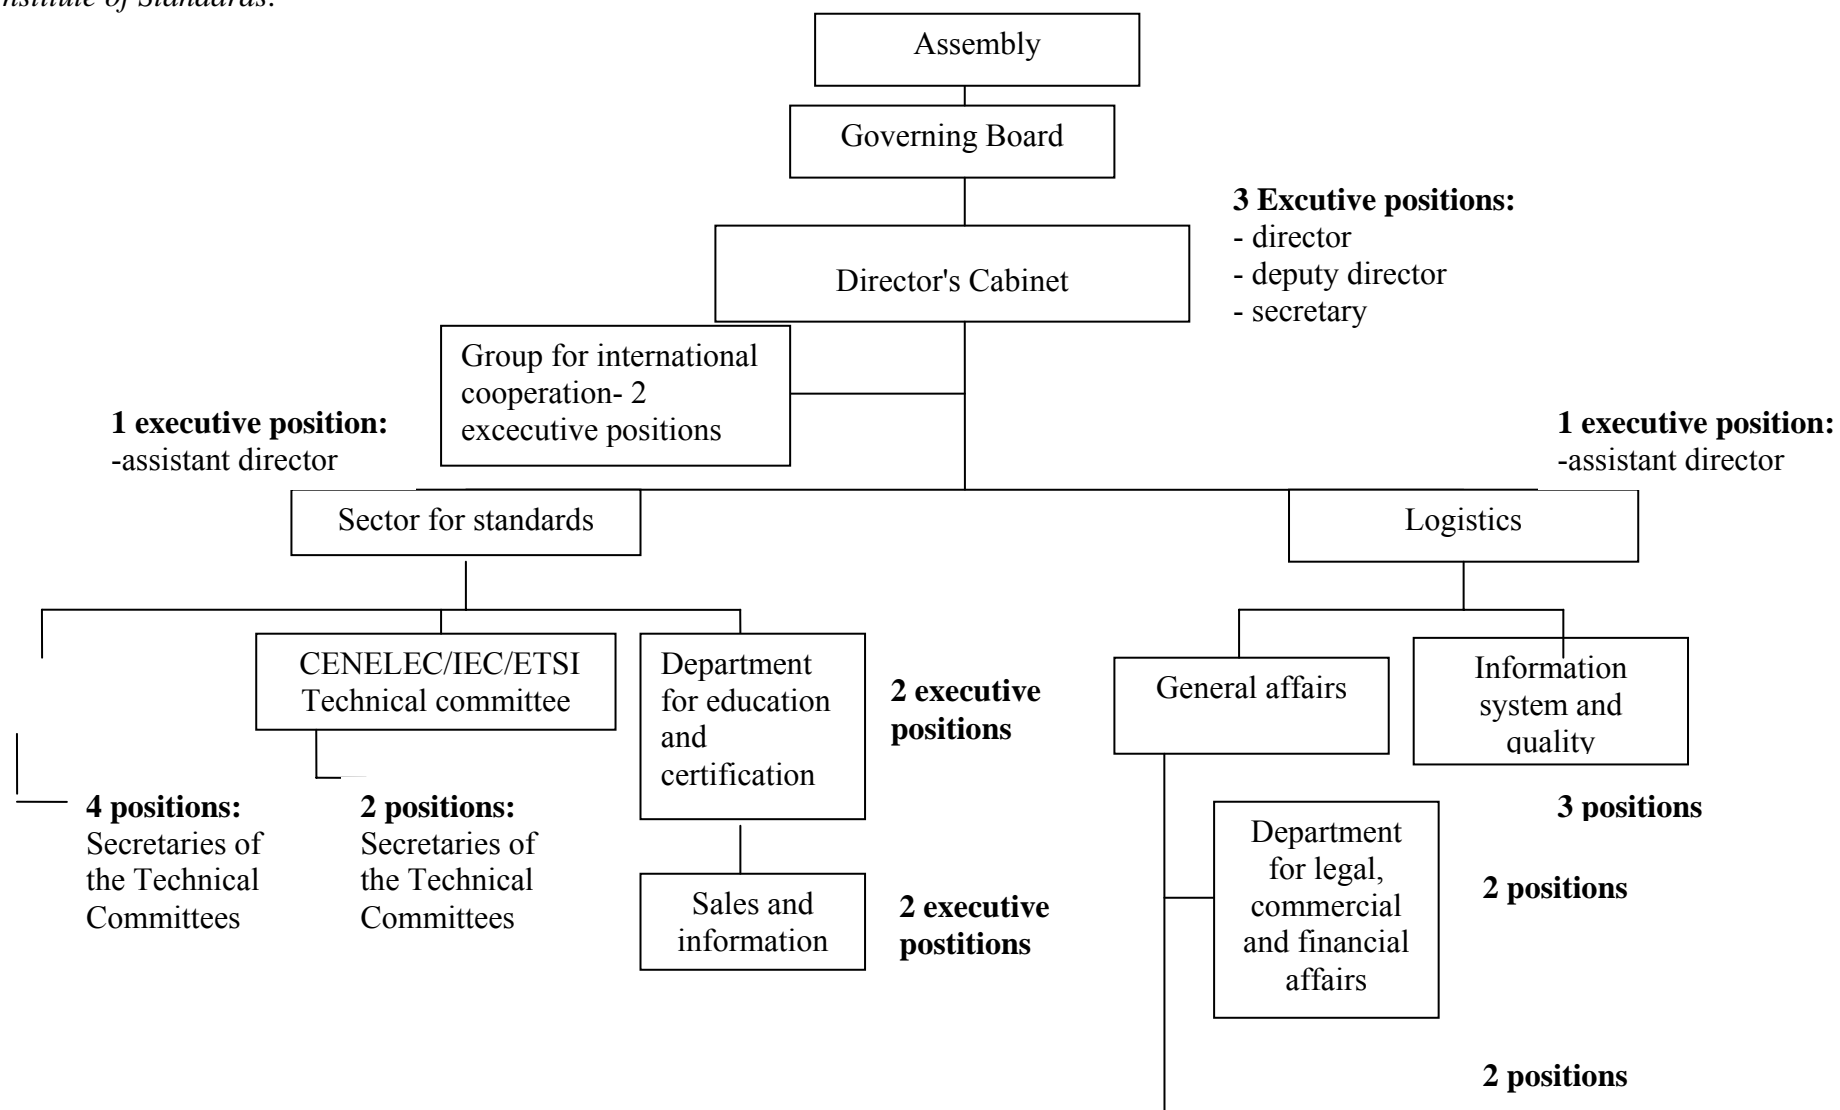 nstitute of Standards.
Assembly
Governing Board
3 Excutive positions:
- director
- deputy director
- secretary
Director's Cabinet
Group for international
cooperation- 2
excecutive positions
1 executive position:
-assistant director
1 executive position:
-assistant director
Sector for standards
Logistics
CENELEC/IEC/ETSI
Technical committee
Department
for education
and
certification
2 executive
positions
General affairs
Information
system and
quality
4 positions:
Secretaries of
the Technical
Committees
2 positions:
Secretaries of
the Technical
Committees
3 positions
Department
for legal,
commercial
and financial
affairs
2 positions
Sales and
information
2 executive
postitions
2 positions